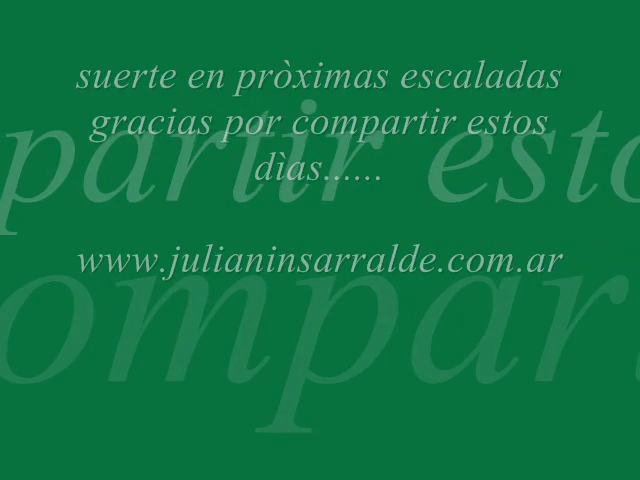 suerte en pròximas escaladas
gracias por compartir estos
dìas......
www.julianinsarralde.com.ar